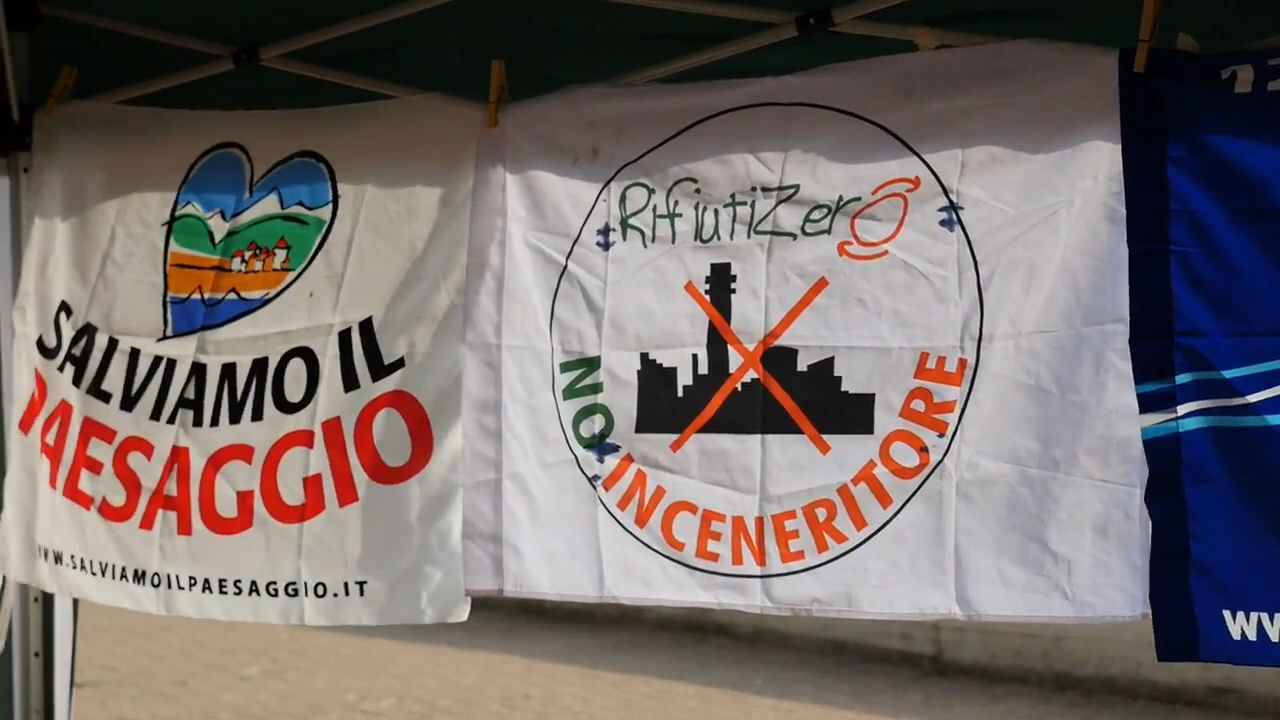 SALVIAMO IL
PAESAGGIO
WWW.SALVIAMOILPAESAGGIO.IT
RifiutiZerO
NO INCENERITORE